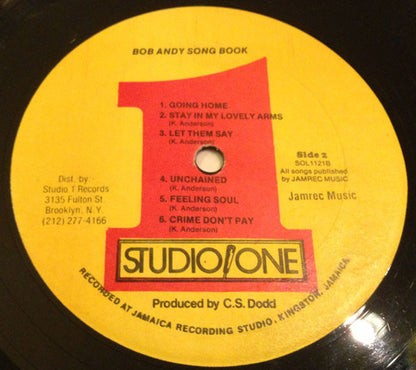 BOB ANDY SONG BOOK
1
1. GOING HOME
2. STAY IN MY LOVELY ARMS
(K. Anderson)
3. LET THEM SAY
(K. Anderson)
4. UNCHAINED
(K. Anderson)
5. FEELING SOUL
(K. Anderson)
6. CRIME DON'T PAY
(K. Anderson)
Dist. by:
Studio 1 Records
3135 Fulton St.
Brooklyn, N.Y.
(212) 277-4166
Side 2
SOL1121B
All songs published
by JAMREC MUSIC
Jamrec Music
STUDIO ONE
Produced by C.S. Dodd
RECORDED AT JAMAICA RECORDING STUDIO, KINGSTON, JAMAICA